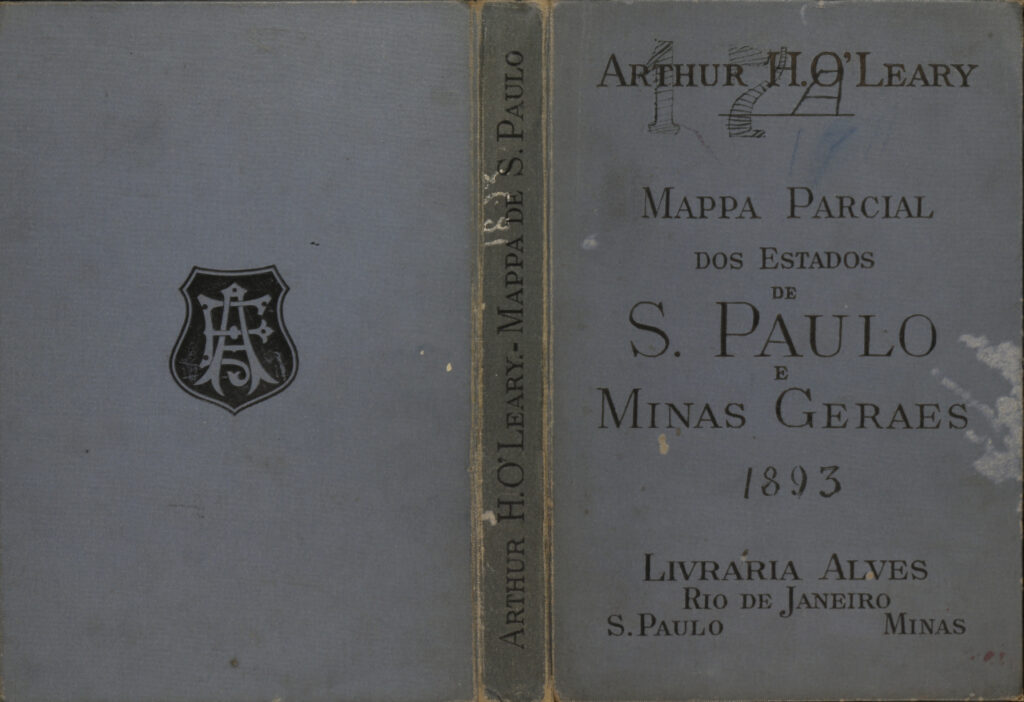 ARTHUR H. O'LEARY
MAPPA PARCIAL
DOS ESTADOS
DE
S. PAULO
E
MINAS GERAES
1893
LIVRARIA ALVES
RIO DE JANEIRO
S. PAULO MINAS
ARTHUR H. O'LEARY. - MAPPA DE S. PAULO